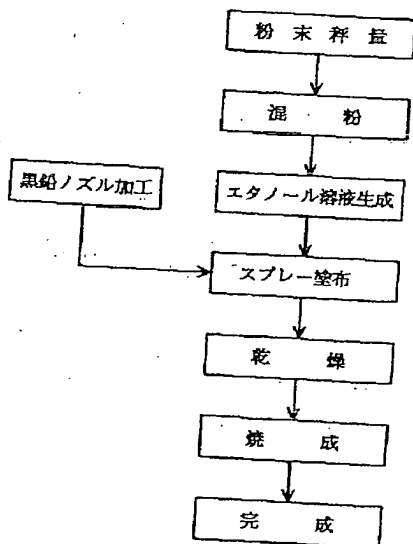 粉末秤量
混粉
エタノール溶液生成
黒鉛ノズル加工
スプレー塗布
乾燥
焼成
完成